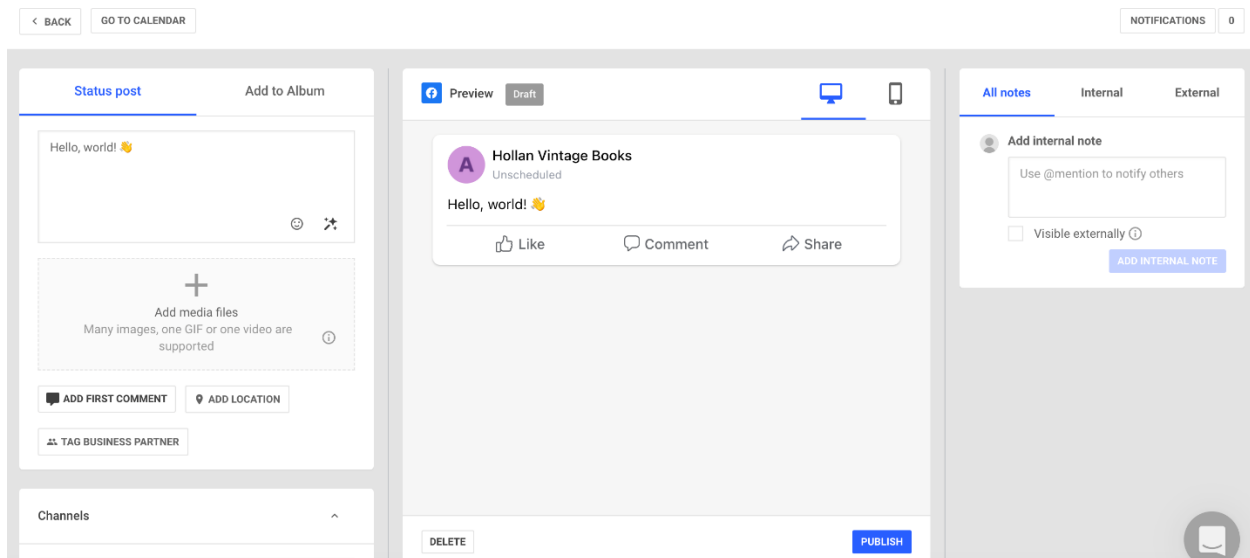 BACK
GO TO CALENDAR
NOTIFICATIONS 0
Status post
Add to Album
Hello, world! 👋
Add media files
Many images, one GIF or one video are
supported
ADD FIRST COMMENT
ADD LOCATION
TAG BUSINESS PARTNER
Channels
Preview Draft
A
Hollan Vintage Books
Unscheduled
Hello, world! 👋
Like
Comment
Share
DELETE
PUBLISH
All notes
Internal
External
Add internal note
Use @mention to notify others
Visible externally
ADD INTERNAL NOTE